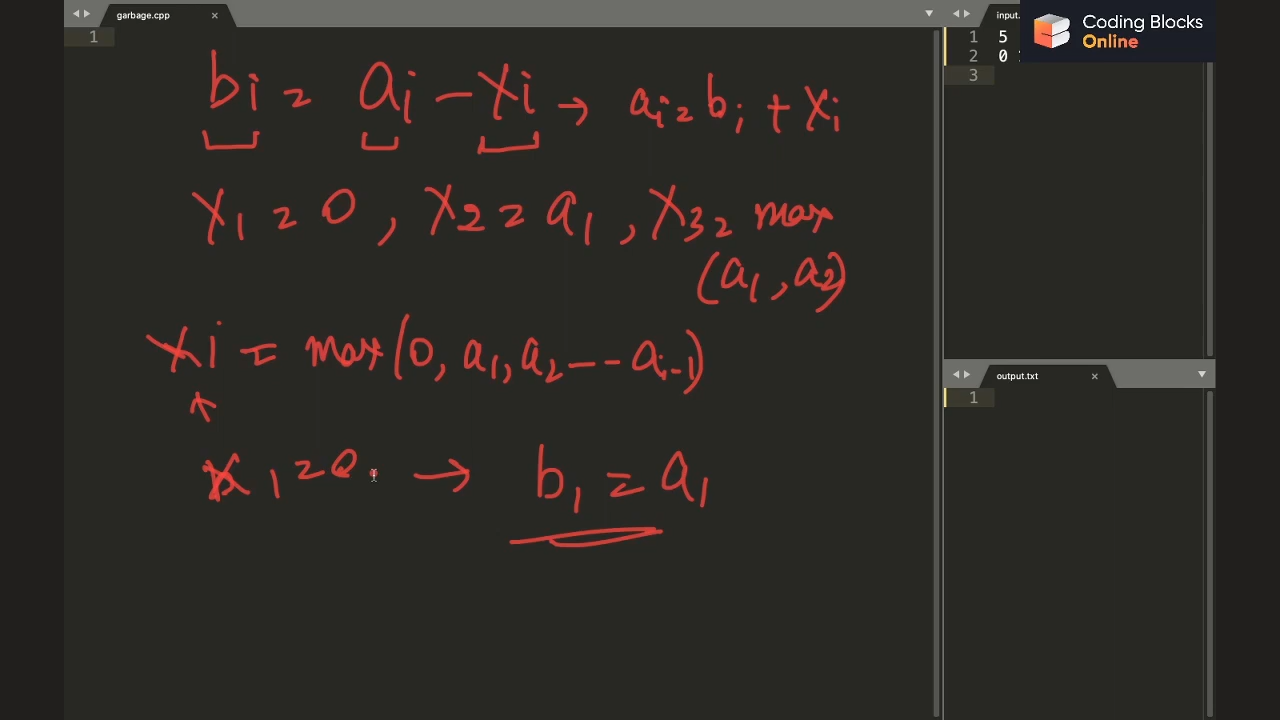 garbage.cpp
1
bi = ai - xi → ai = bi + xi
x1 = 0, x2 = a1, x3 = max
(a1, a2)
xi = max(0, a1, a2 --- ai-1)
x1 = 0 → b1 = a1
input.
1 5
2 0
3
Coding Blocks
Online
output.txt
1